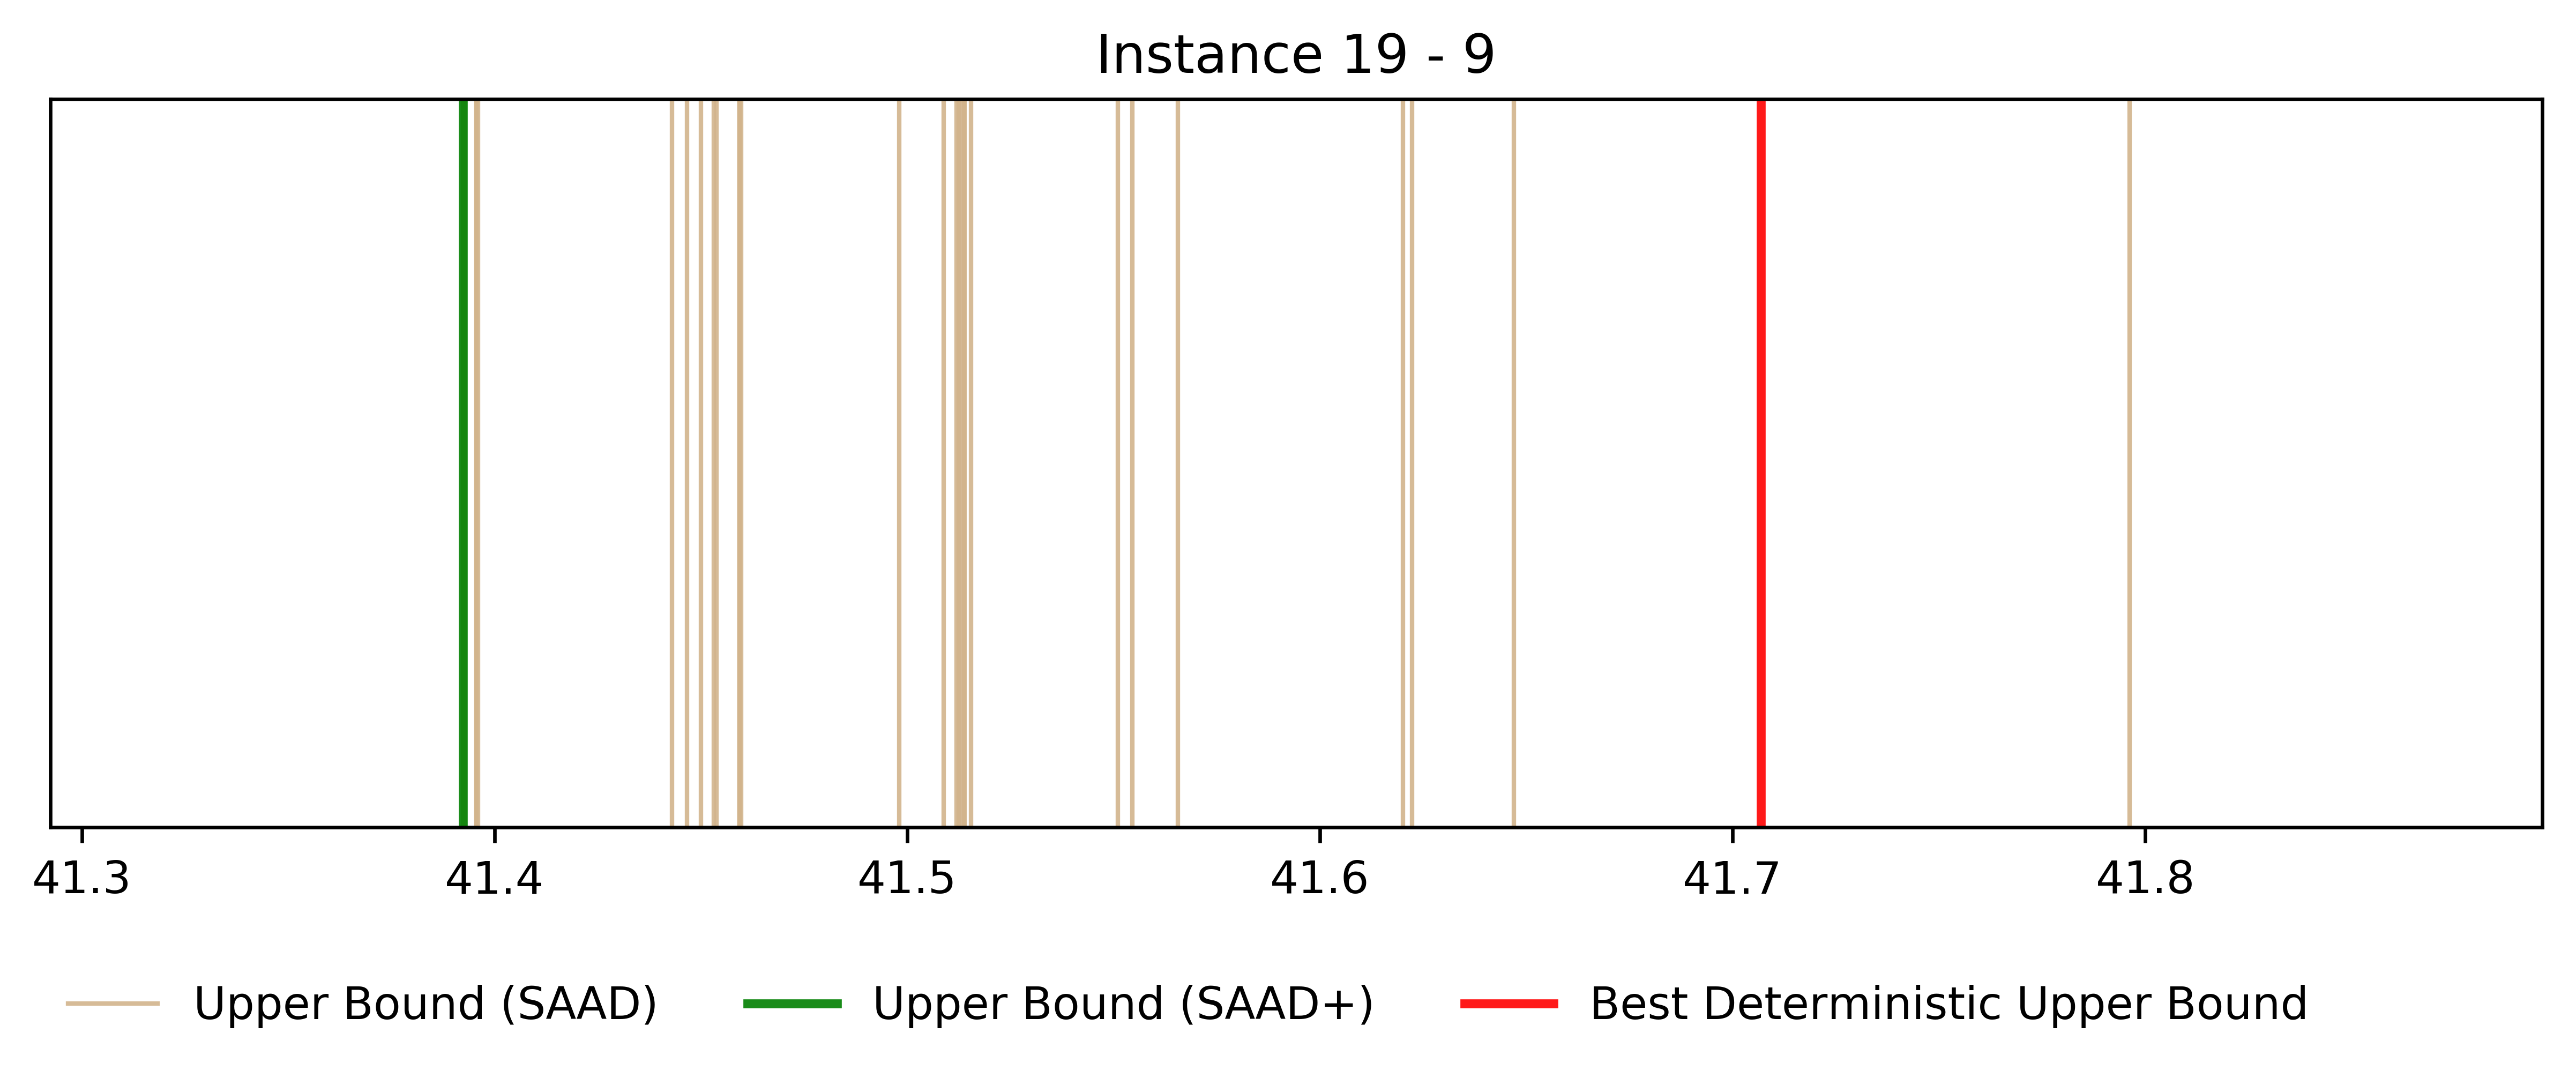 Instance 19 - 9
41.3 41.4 41.5 41.6 41.7 41.8
Upper Bound (SAAD) Upper Bound (SAAD+) Best Deterministic Upper Bound